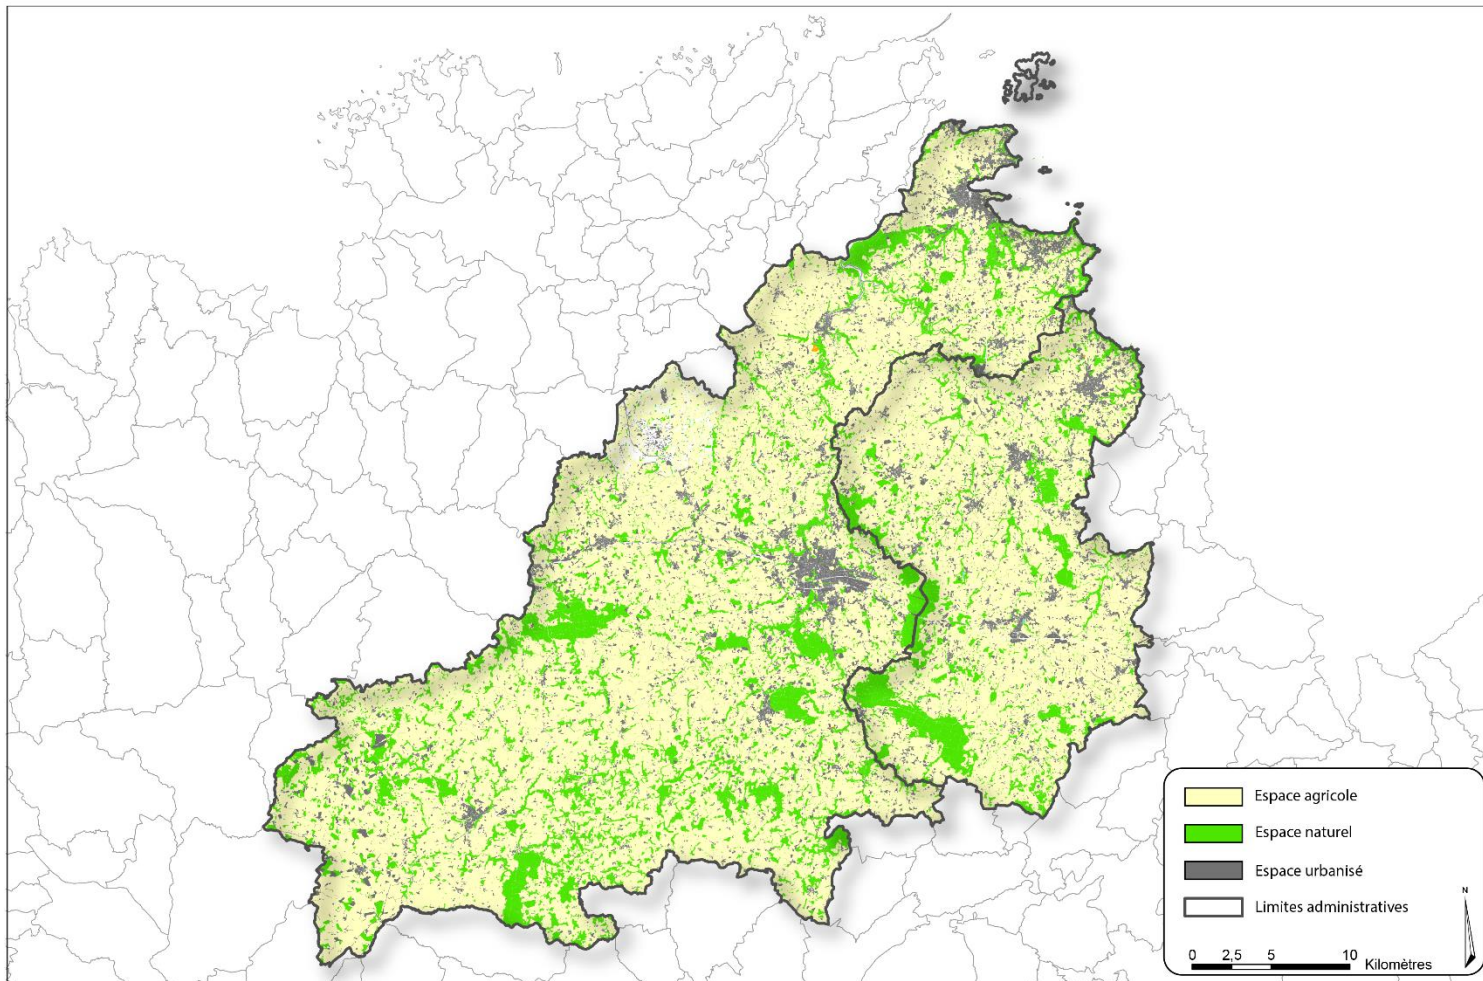 Espace agricole
Espace naturel
Espace urbanisé
Limites administratives
N
0 2,5 5 10 Kilomètres